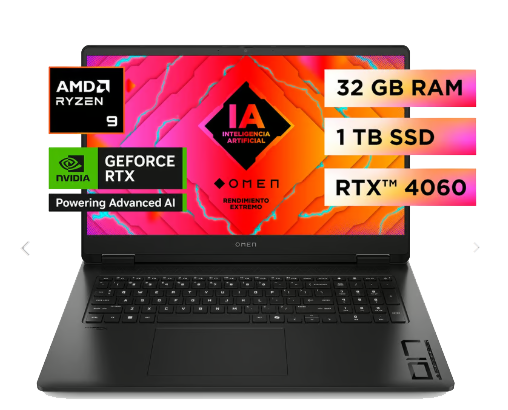 AMD
RYZEN
9
NVIDIA
GEFORCE
RTX
Powering Advanced AI
IA
INTELIGENCIA
ARTIFICIAL
OMEN
RENDIMIENTO
EXTREMO
32 GB RAM
1 TB SSD
RTX™ 4060
OMEN